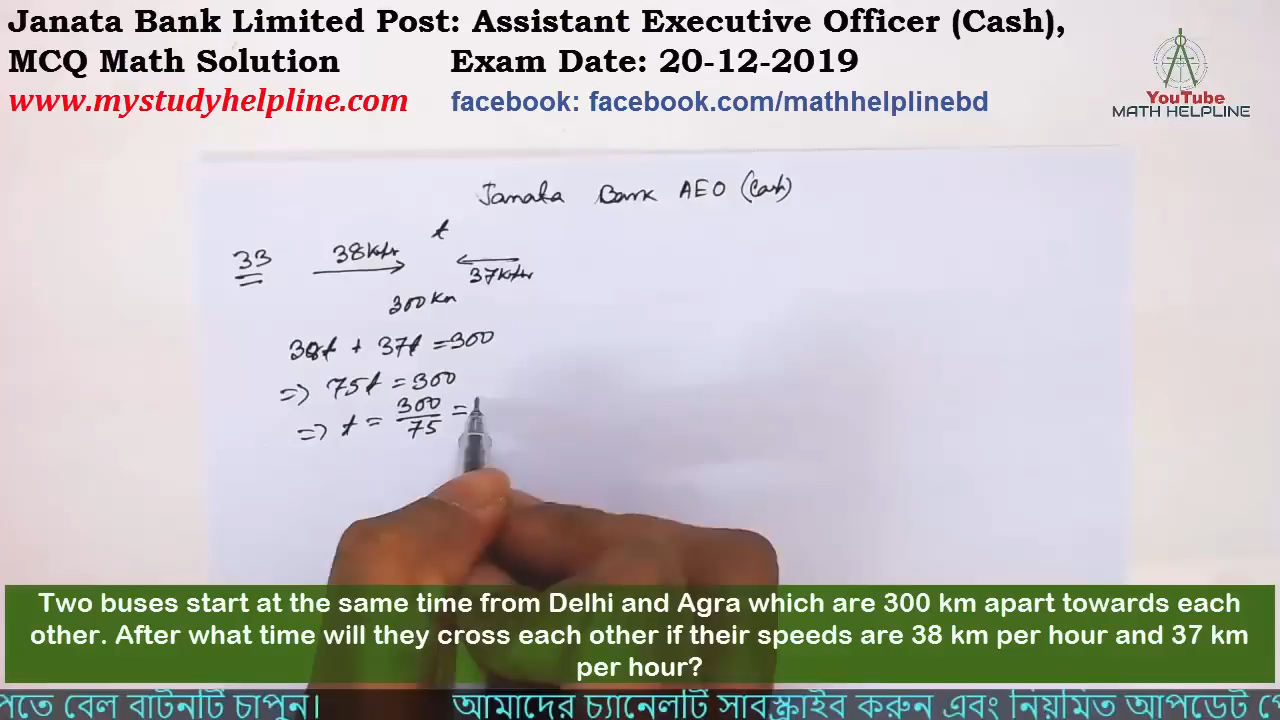 Janata Bank Limited Post: Assistant Executive Officer (Cash),
MCQ Math Solution Exam Date: 20-12-2019
www.mystudyhelpline.com facebook: facebook.com/mathhelplinebd
YouTube
MATH HELPLINE
Janata Bank AEO (Cash)
t
33 38 37
300 Km
38t + 37t = 300
=> 75t = 300
=> t = 300/75 =
Two buses start at the same time from Delhi and Agra which are 300 km apart towards each
other. After what time will they cross each other if their speeds are 38 km per hour and 37 km
per hour?
পতে বেল বাটনটি চাপুন। আমাদের চ্যানেলটি সাবস্ক্রাইব করুন এবং নিয়মিত আপডেট